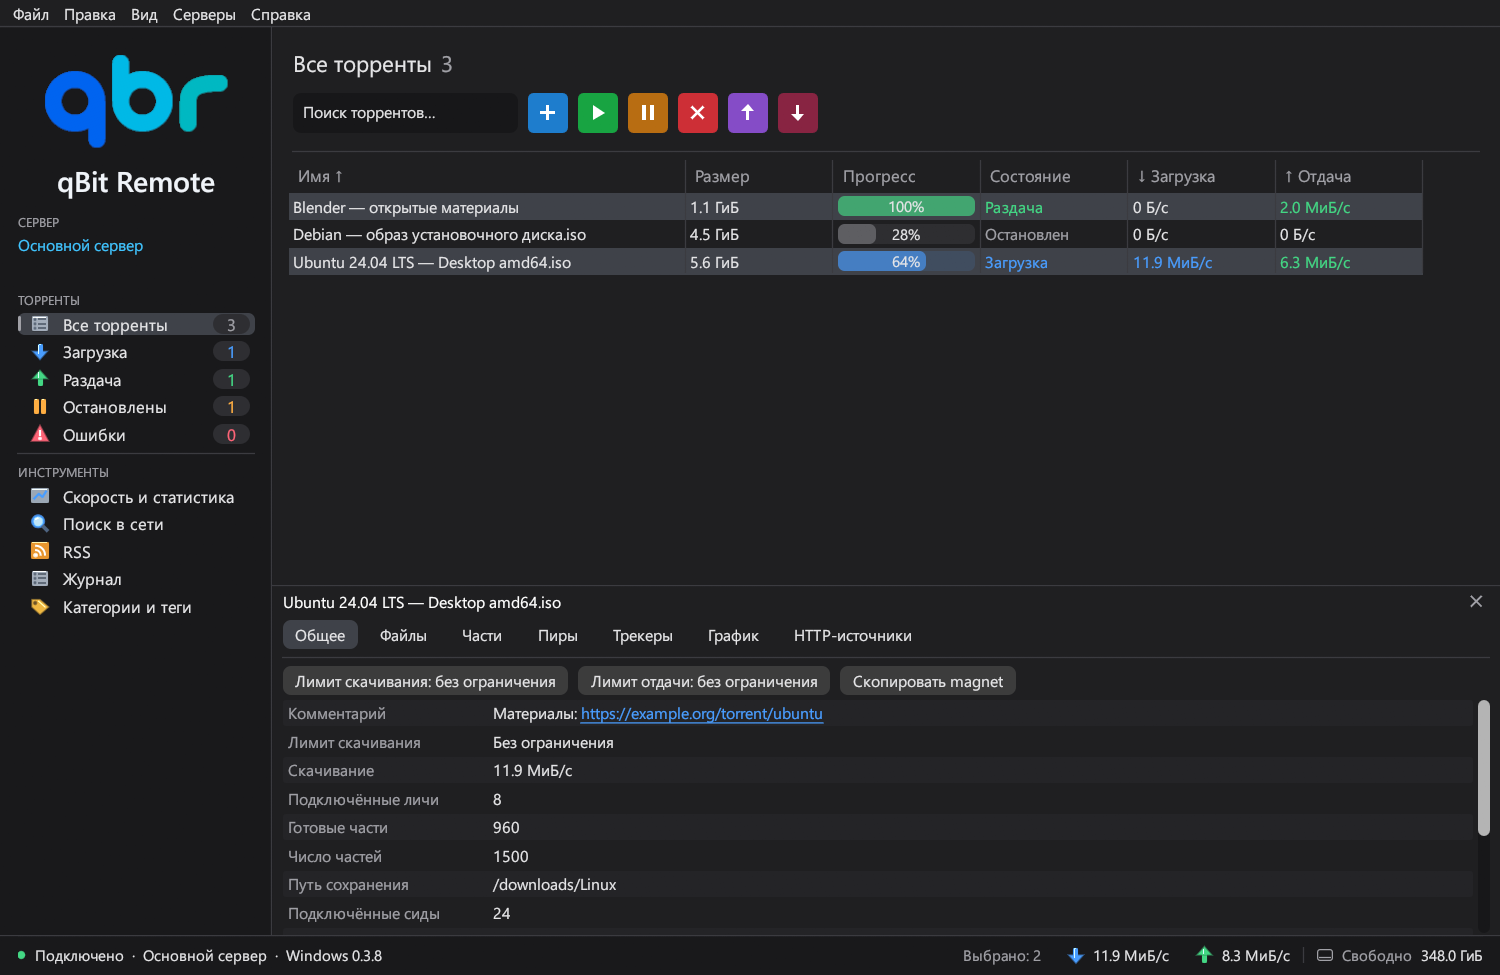 Файл Правка Вид Серверы Справка
qbr
qBit Remote
СЕРВЕР
Основной сервер
ТОРРЕНТЫ
Все торренты 3
Загрузка 1
Раздача 1
Остановлены 1
Ошибки 0
ИНСТРУМЕНТЫ
Скорость и статистика
Поиск в сети
RSS
Журнал
Категории и теги
Все торренты 3
Поиск торрентов...
Имя ↑ Размер Прогресс Состояние ↓ Загрузка ↑ Отдача
Blender — открытые материалы 1.1 ГиБ 100% Раздача 0 Б/с 2.0 МиБ/с
Debian — образ установочного диска.iso 4.5 ГиБ 28% Остановлен 0 Б/с 0 Б/с
Ubuntu 24.04 LTS — Desktop amd64.iso 5.6 ГиБ 64% Загрузка 11.9 МиБ/с 6.3 МиБ/с
Ubuntu 24.04 LTS — Desktop amd64.iso
Общее Файлы Части Пиры Трекеры График HTTP-источники
Лимит скачивания: без ограничения Лимит отдачи: без ограничения Скопировать magnet
Комментарий Материалы: https://example.org/torrent/ubuntu
Лимит скачивания Без ограничения
Скачивание 11.9 МиБ/с
Подключённые личи 8
Готовые части 960
Число частей 1500
Путь сохранения /downloads/Linux
Подключённые сиды 24
Подключено · Основной сервер · Windows 0.3.8 Выбрано: 2 11.9 МиБ/с 8.3 МиБ/с Свободно 348.0 ГиБ